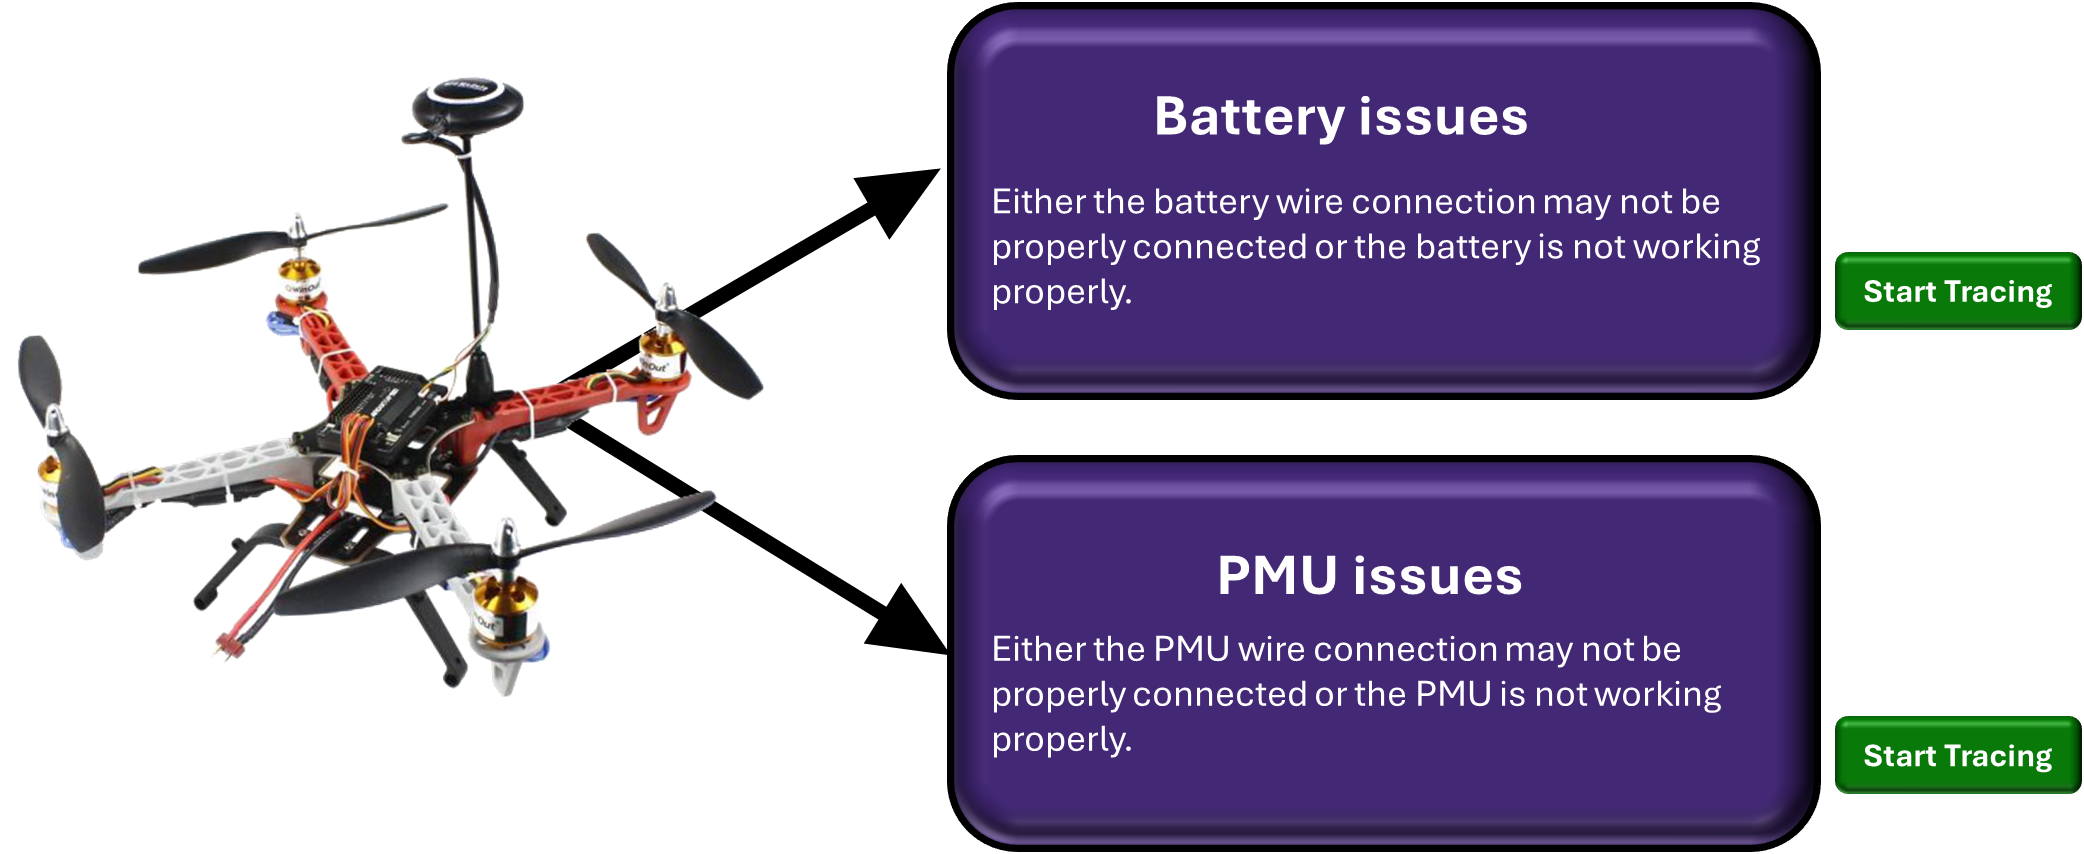 Battery issues
Either the battery wire connection may not be
properly connected or the battery is not working
properly.
Start Tracing
PMU issues
Either the PMU wire connection may not be
properly connected or the PMU is not working
properly.
Start Tracing